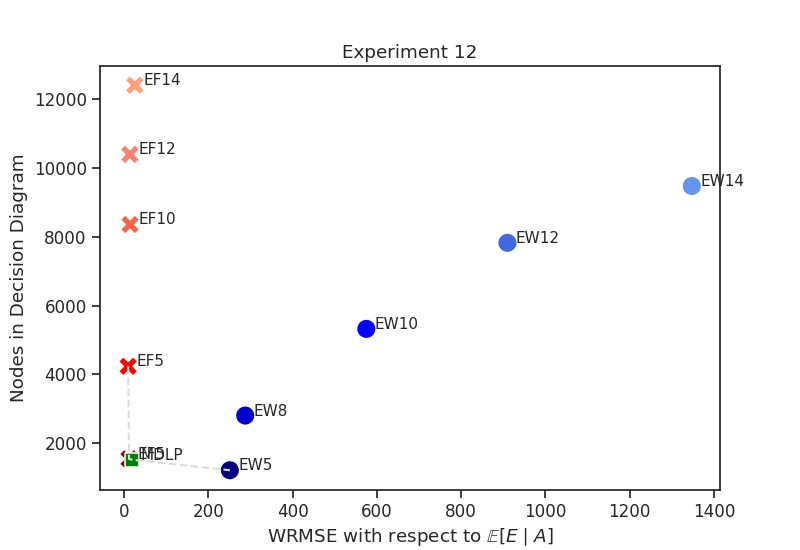 Experiment 12
Nodes in Decision Diagram
12000
10000
8000
6000
4000
2000
EF14
EF12
EF10
EF5
EF5
MDLP
EW14
EW12
EW10
EW8
EW5
0
200
400
600
800
1000
1200
1400
WRMSE with respect to 𝔼[E | A]